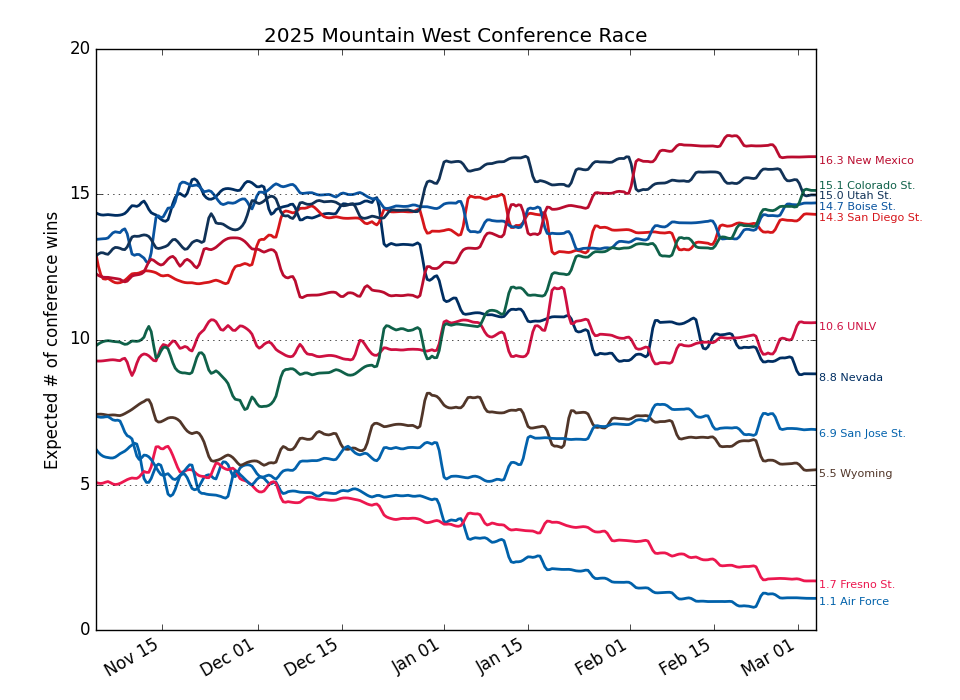 2025 Mountain West Conference Race
Expected # of conference wins
20
15
10
5
0
16.3 New Mexico
15.1 Colorado St.
15.0 Utah St.
14.7 Boise St.
14.3 San Diego St.
10.6 UNLV
8.8 Nevada
6.9 San Jose St.
5.5 Wyoming
1.7 Fresno St.
1.1 Air Force
Nov 15
Dec 01
Dec 15
Jan 01
Jan 15
Feb 01
Feb 15
Mar 01